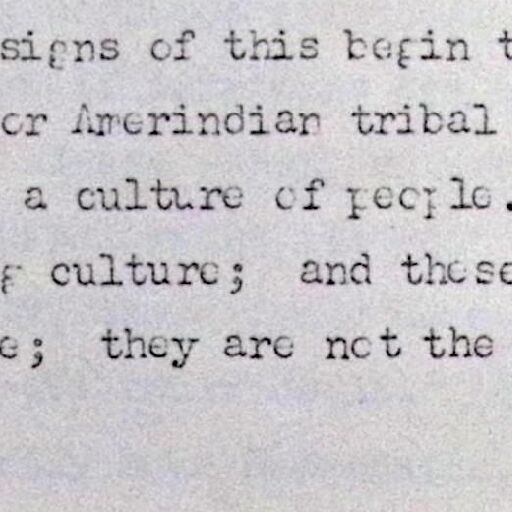 signs of this begin t
or Amerindian tribal
a culture of people.
g culture; and these
e; they are not the